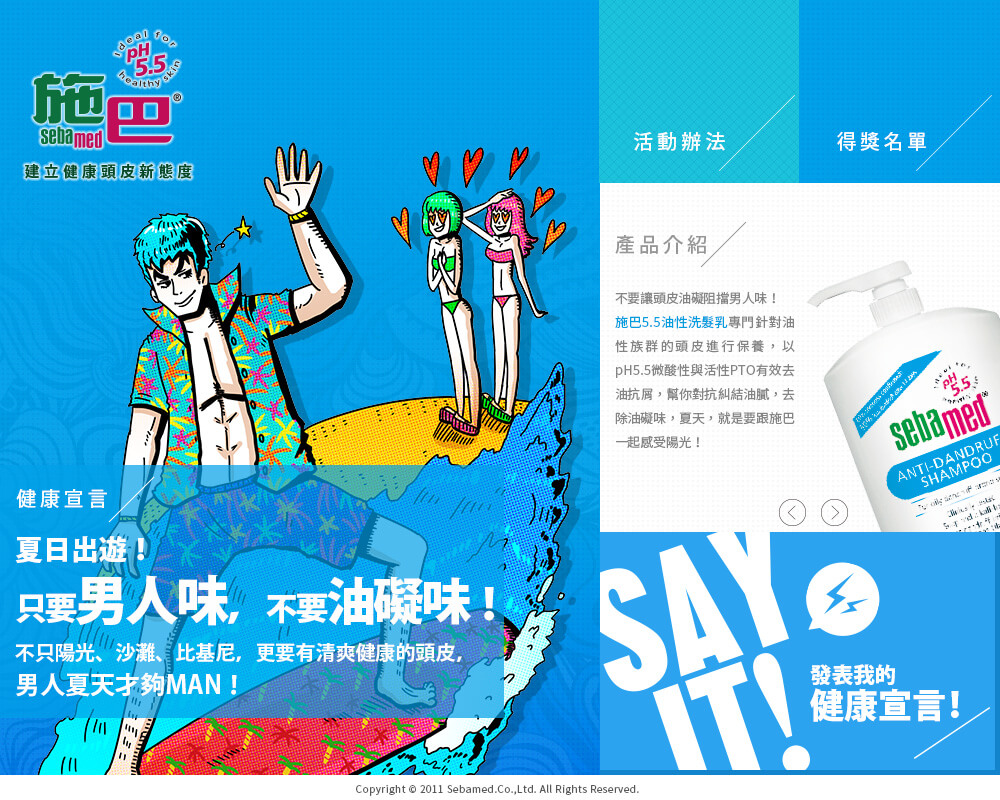 Ideal for
pH
5.5
healthy skin
施巴®
sebamed
建立健康頭皮新態度
活動辦法
得獎名單
產品介紹
不要讓頭皮油礙阻擋男人味！
施巴5.5油性洗髮乳專門針對油
性族群的頭皮進行保養，以
pH5.5微酸性與活性PTO有效去
油抗屑，幫你對抗糾結油膩，去
除油礙味，夏天，就是要跟施巴
一起感受陽光！
pH
5.5
sebamed
ANTI-DANDRUF
SHAMPOO
健康宣言
夏日出遊！
只要男人味，不要油礙味！
不只陽光、沙灘、比基尼，更要有清爽健康的頭皮，
男人夏天才夠MAN！
SAY
IT!
發表我的
健康宣言！
Copyright © 2011 Sebamed.Co.,Ltd. All Rights Reserved.